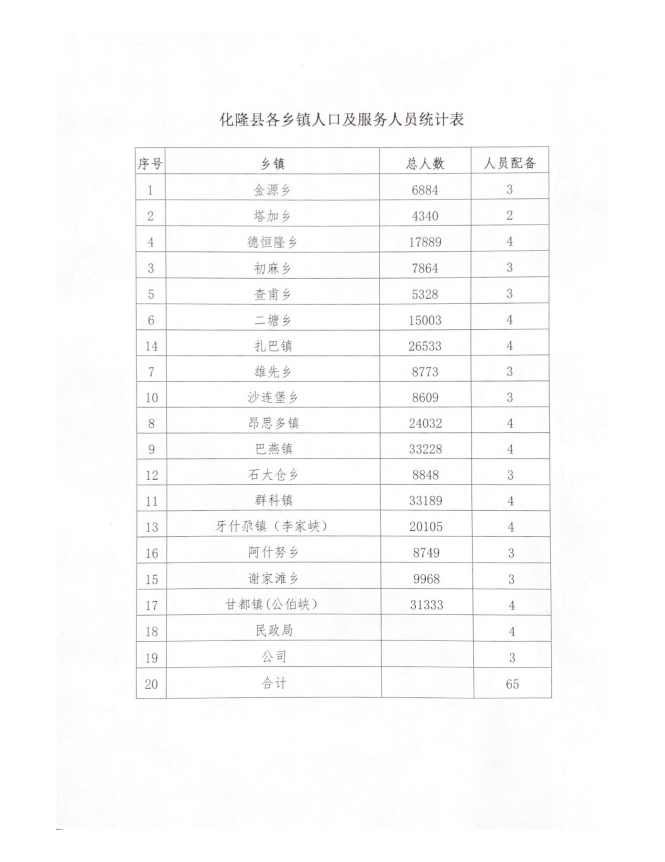 化隆县各乡镇人口及服务人员统计表
序号 乡镇 总人数 人员配备
1 金源乡 6884 3
2 塔加乡 4340 2
4 德恒隆乡 17889 4
3 初麻乡 7864 3
5 查甫乡 5328 3
6 二塘乡 15003 4
14 扎巴镇 26533 4
7 雄先乡 8773 3
10 沙连堡乡 8609 3
8 昂思多镇 24032 4
9 巴燕镇 33228 4
12 石大仓乡 8848 3
11 群科镇 33189 4
13 牙什尕镇（李家峡） 20105 4
16 阿什努乡 8749 3
15 谢家滩乡 9968 3
17 甘都镇(公伯峡） 31333 4
18 民政局 4
19 公司 3
20 合计 65